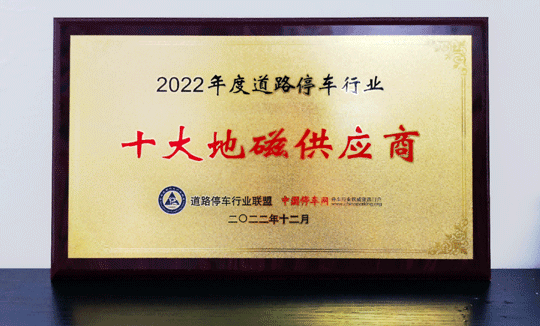 2022年度道路停车行业
十大地磁供应商
道路停车行业联盟 中国停车网
二〇二二年十二月